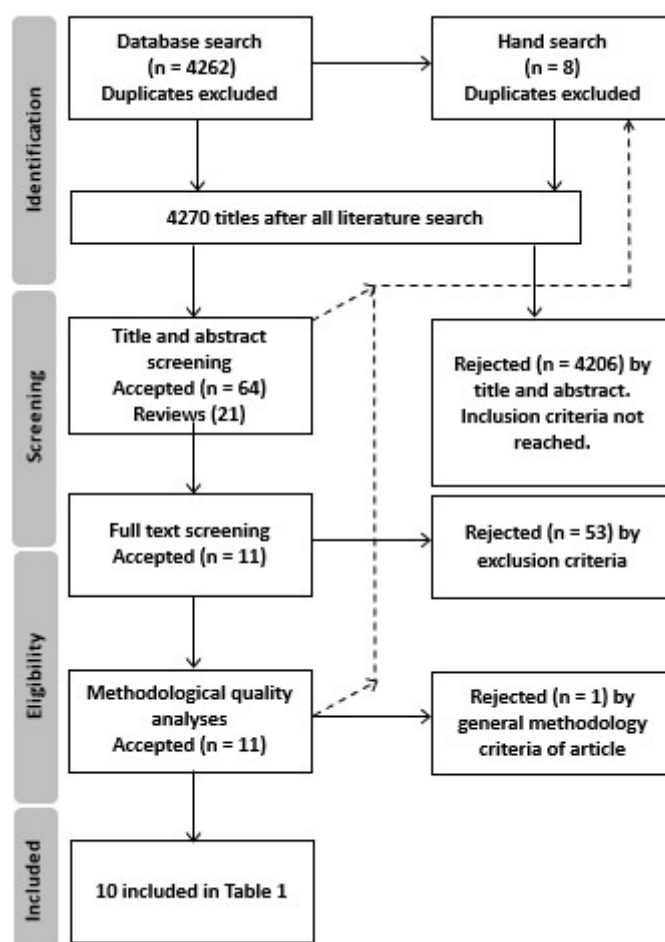 Identification
Database search
(n = 4262)
Duplicates excluded
Hand search
(n = 8)
Duplicates excluded
4270 titles after all literature search
Screening
Title and abstract
screening
Accepted (n = 64)
Reviews (21)
Rejected (n = 4206) by
title and abstract.
Inclusion criteria not
reached.
Full text screening
Accepted (n = 11)
Rejected (n = 53) by
exclusion criteria
Eligibility
Methodological quality
analyses
Accepted (n = 11)
Rejected (n = 1) by
general methodology
criteria of article
Included
10 included in Table 1